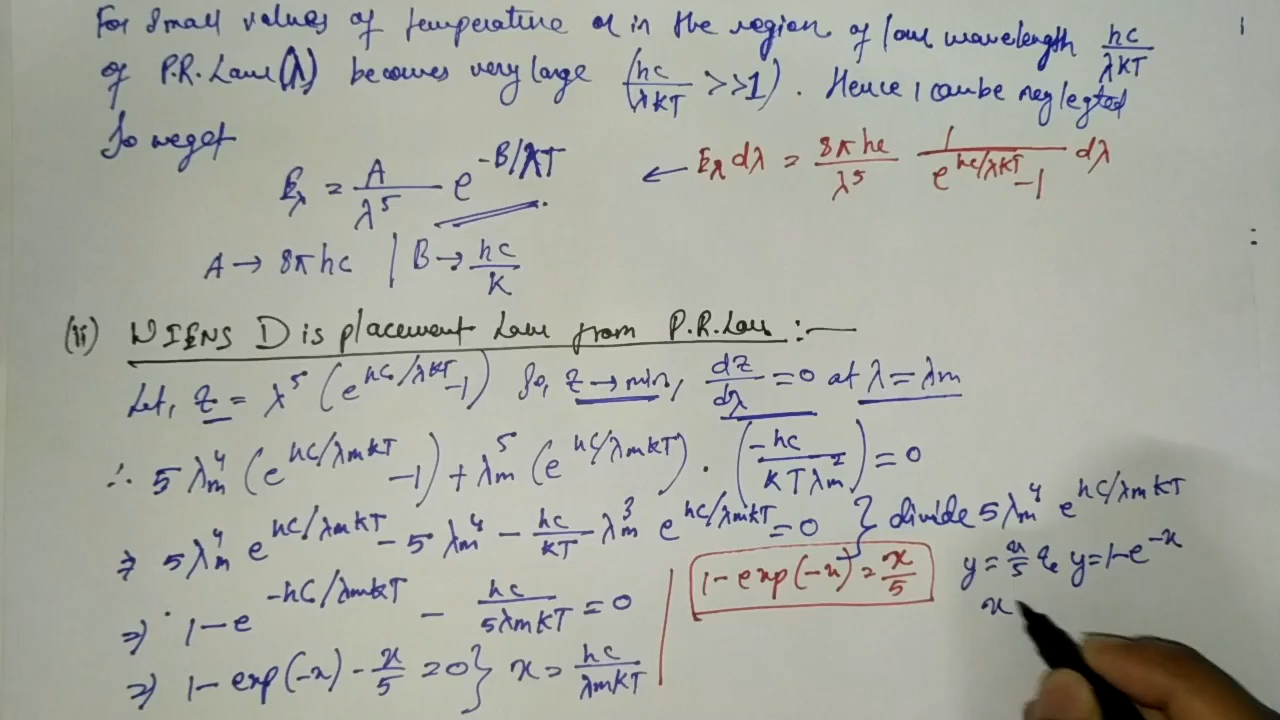 For small values of temperature or in the region of low wavelength hc/λKT
of P.R. Law (λ) becomes very large (hc/λKT >> 1). Hence 1 can be neglegted
So we get
E_λ = A/λ^5 e^{-B/λT} ← E_λ dλ = 8πhc/λ^5 1/(e^{hc/λKT} - 1) dλ
A → 8πhc | B → hc/K
(ii) WIENS Displacement Law from P.R. Law :—
Let, Z = λ^5 (e^{hc/λKT} - 1) So, Z → min, dZ/dλ = 0 at λ = λm
∴ 5λm^4 (e^{hc/λmKT} - 1) + λm^5 (e^{hc/λmKT}) . (-hc/KTλm^2) = 0
⇒ 5λm^4 e^{hc/λmKT} - 5λm^4 - hc/KT λm^3 e^{hc/λmKT} = 0 } divide 5λm^4 e^{hc/λmKT}
⇒ 1 - e^{-hc/λmKT} - hc/5λmKT = 0
⇒ 1 - exp(-x) - x/5 = 0 } x = hc/λmKT
1 - exp(-x) = x/5
y = x/5 & y = 1 - e^{-x}
x